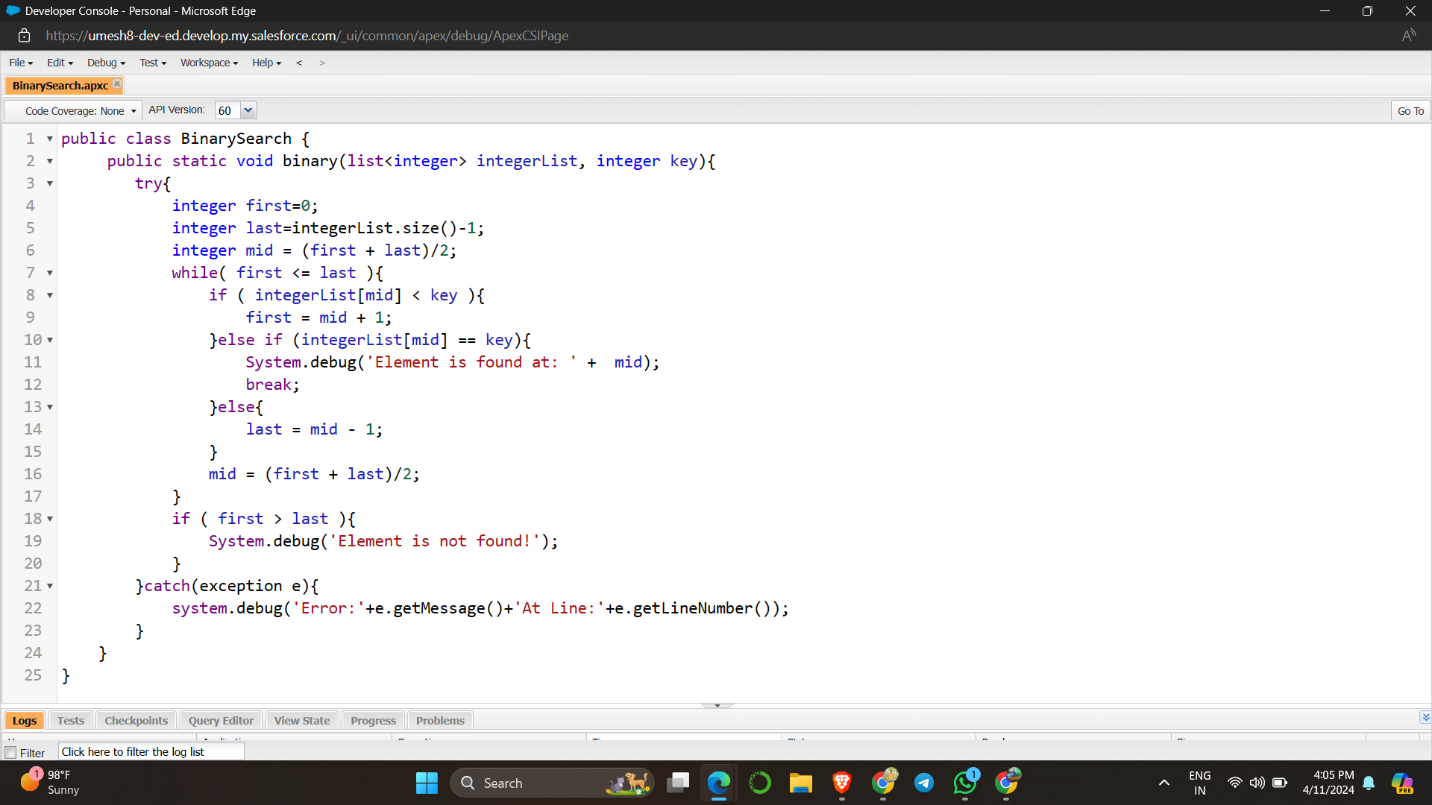 Developer Console - Personal - Microsoft Edge
https://umesh8-dev-ed.develop.my.salesforce.com/_ui/common/apex/debug/ApexCSIPage
File Edit Debug Test Workspace Help < >
BinarySearch.apxc
Code Coverage: None API Version: 60 Go To
1 public class BinarySearch {
2 public static void binary(list<integer> integerList, integer key){
3 try{
4 integer first=0;
5 integer last=integerList.size()-1;
6 integer mid = (first + last)/2;
7 while( first <= last ){
8 if ( integerList[mid] < key ){
9 first = mid + 1;
10 }else if (integerList[mid] == key){
11 System.debug('Element is found at: ' +  mid);
12 break;
13 }else{
14 last = mid - 1;
15 }
16 mid = (first + last)/2;
17 }
18 if ( first > last ){
19 System.debug('Element is not found!');
20 }
21 }catch(exception e){
22 system.debug('Error:'+e.getMessage()+'At Line:'+e.getLineNumber());
23 }
24 }
25 }
Logs Tests Checkpoints Query Editor View State Progress Problems
Filter Click here to filter the log list
1 98°F Search 1 ENG 4:05 PM
Sunny IN 4/11/2024 PRE